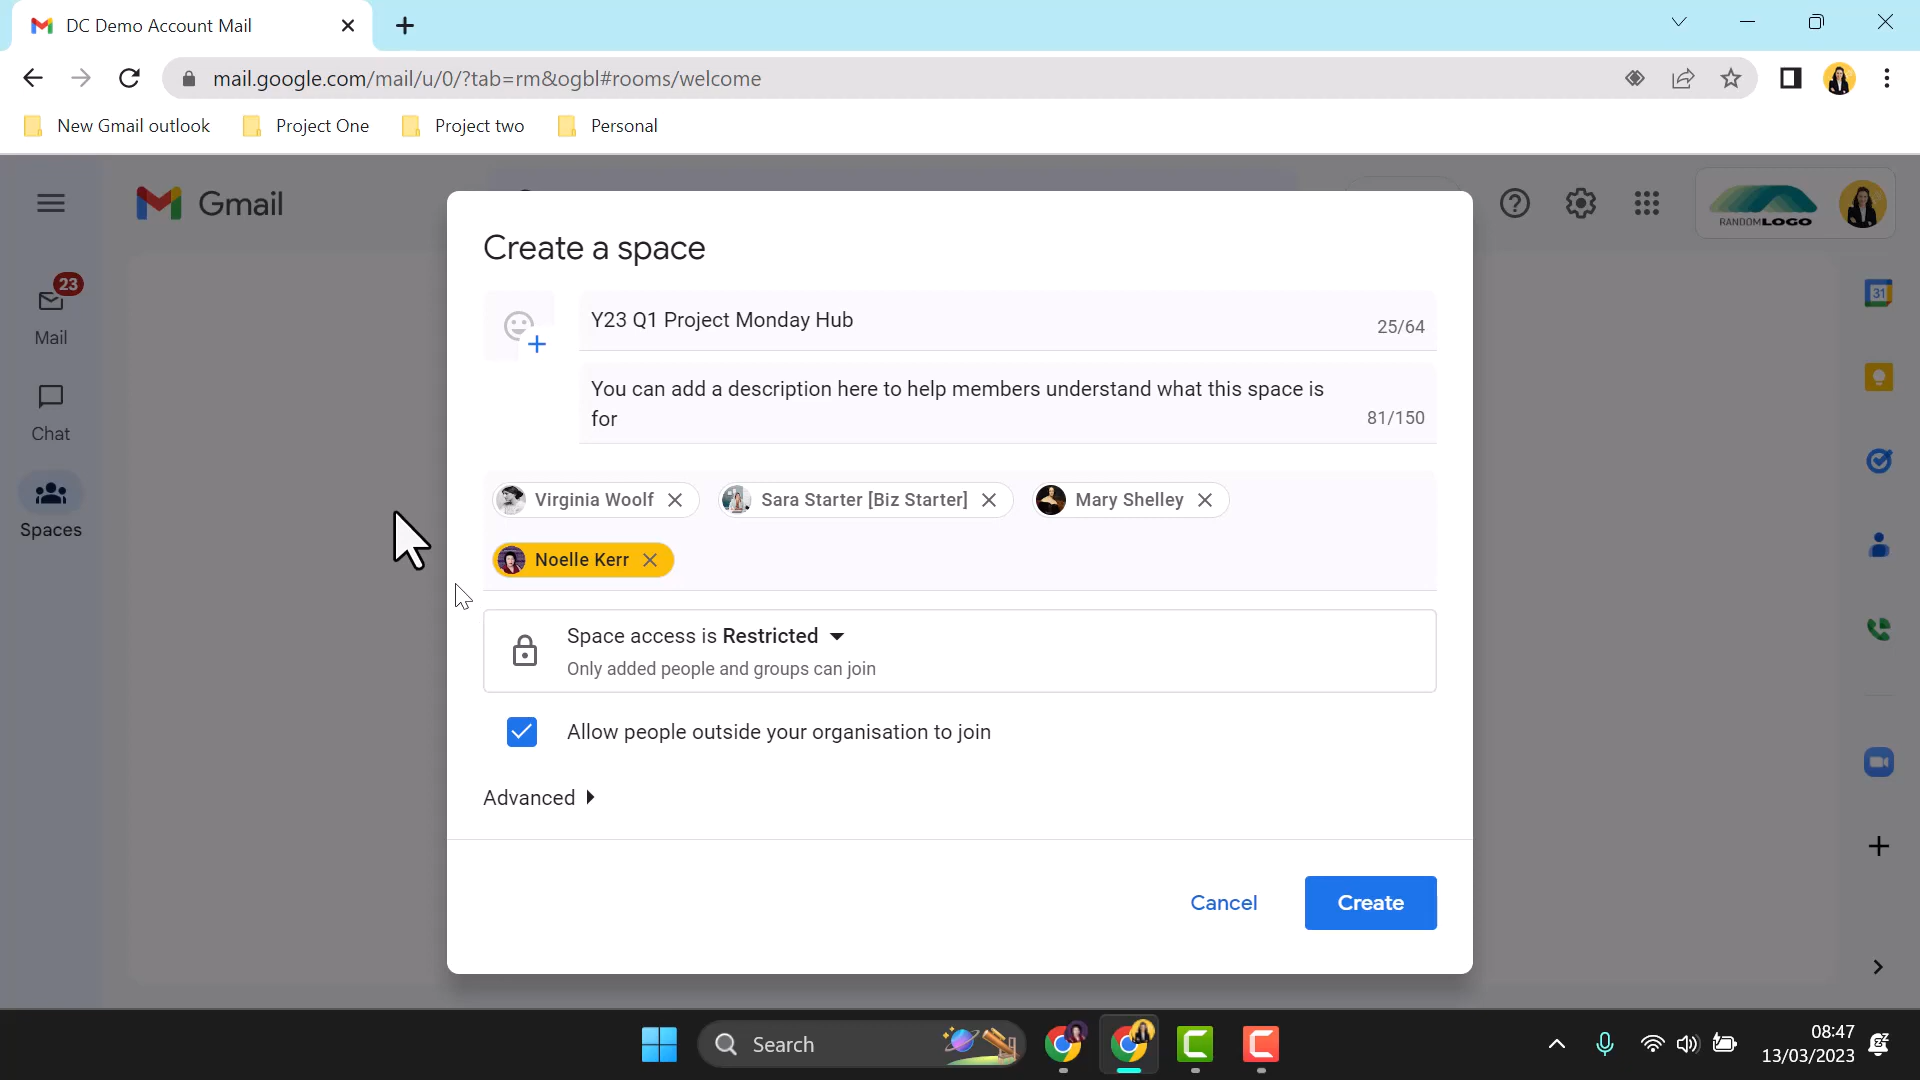 DC Demo Account Mail
mail.google.com/mail/u/0/?tab=rm&ogbl#rooms/welcome
New Gmail outlook
Project One
Project two
Personal
Gmail
RANDOMLOGO
23
Mail
Chat
Spaces
31
Create a space
Y23 Q1 Project Monday Hub
25/64
You can add a description here to help members understand what this space is
for
81/150
Virginia Woolf
Sara Starter [Biz Starter]
Mary Shelley
Noelle Kerr
Space access is Restricted
Only added people and groups can join
Allow people outside your organisation to join
Advanced
Cancel
Create
Search
08:47
13/03/2023